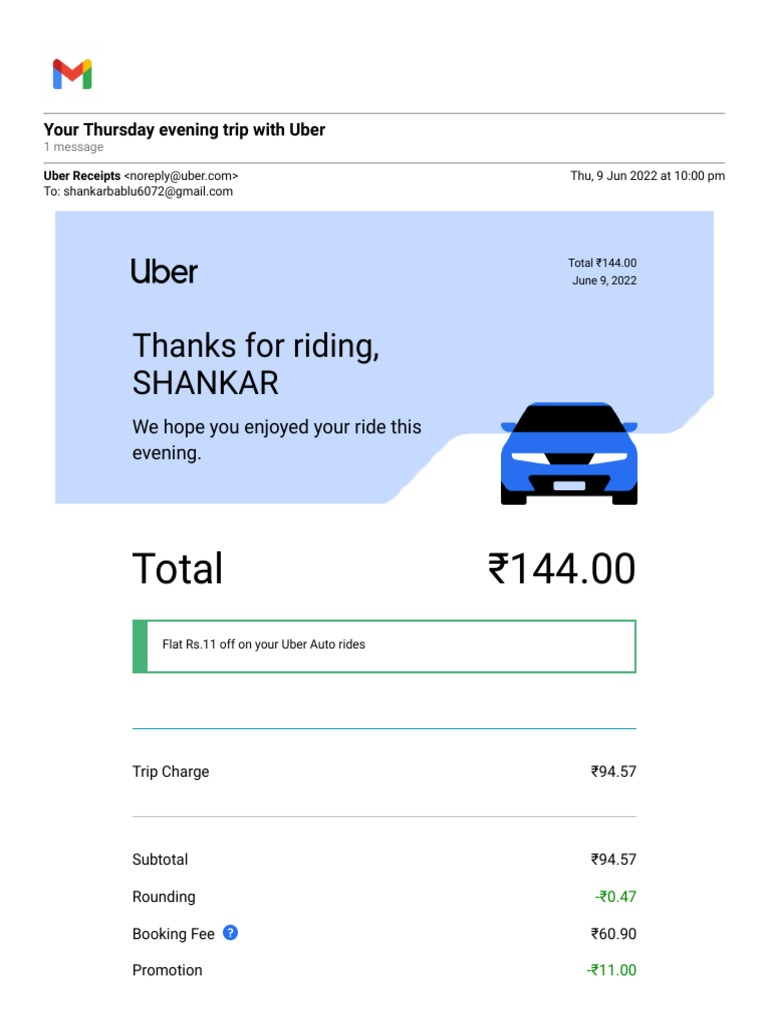 Your Thursday evening trip with Uber
1 message
Uber Receipts <noreply@uber.com> Thu, 9 Jun 2022 at 10:00 pm
To: shankarbablu6072@gmail.com
Uber
Total ₹144.00
June 9, 2022
Thanks for riding,
SHANKAR
We hope you enjoyed your ride this
evening.
Total ₹144.00
Flat Rs.11 off on your Uber Auto rides
Trip Charge ₹94.57
Subtotal ₹94.57
Rounding -₹0.47
Booking Fee ? ₹60.90
Promotion -₹11.00